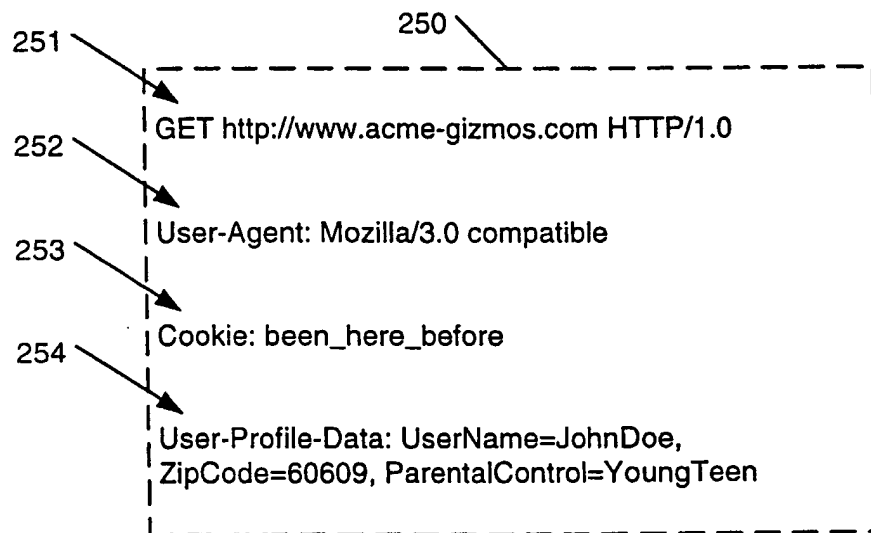 250
251
GET http://www.acme-gizmos.com HTTP/1.0
252
User-Agent: Mozilla/3.0 compatible
253
Cookie: been_here_before
254
User-Profile-Data: UserName=JohnDoe,
ZipCode=60609, ParentalControl=YoungTeen